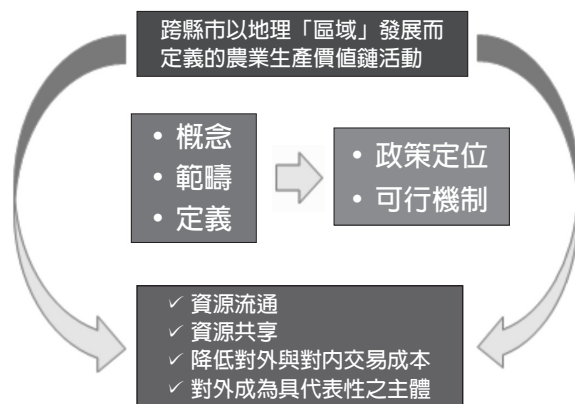 跨縣市以地理「區域」發展而
定義的農業生產價值鏈活動
• 概念
• 範疇
• 定義
• 政策定位
• 可行機制
✓ 資源流通
✓ 資源共享
✓ 降低對外與對內交易成本
✓ 對外成為具代表性之主體